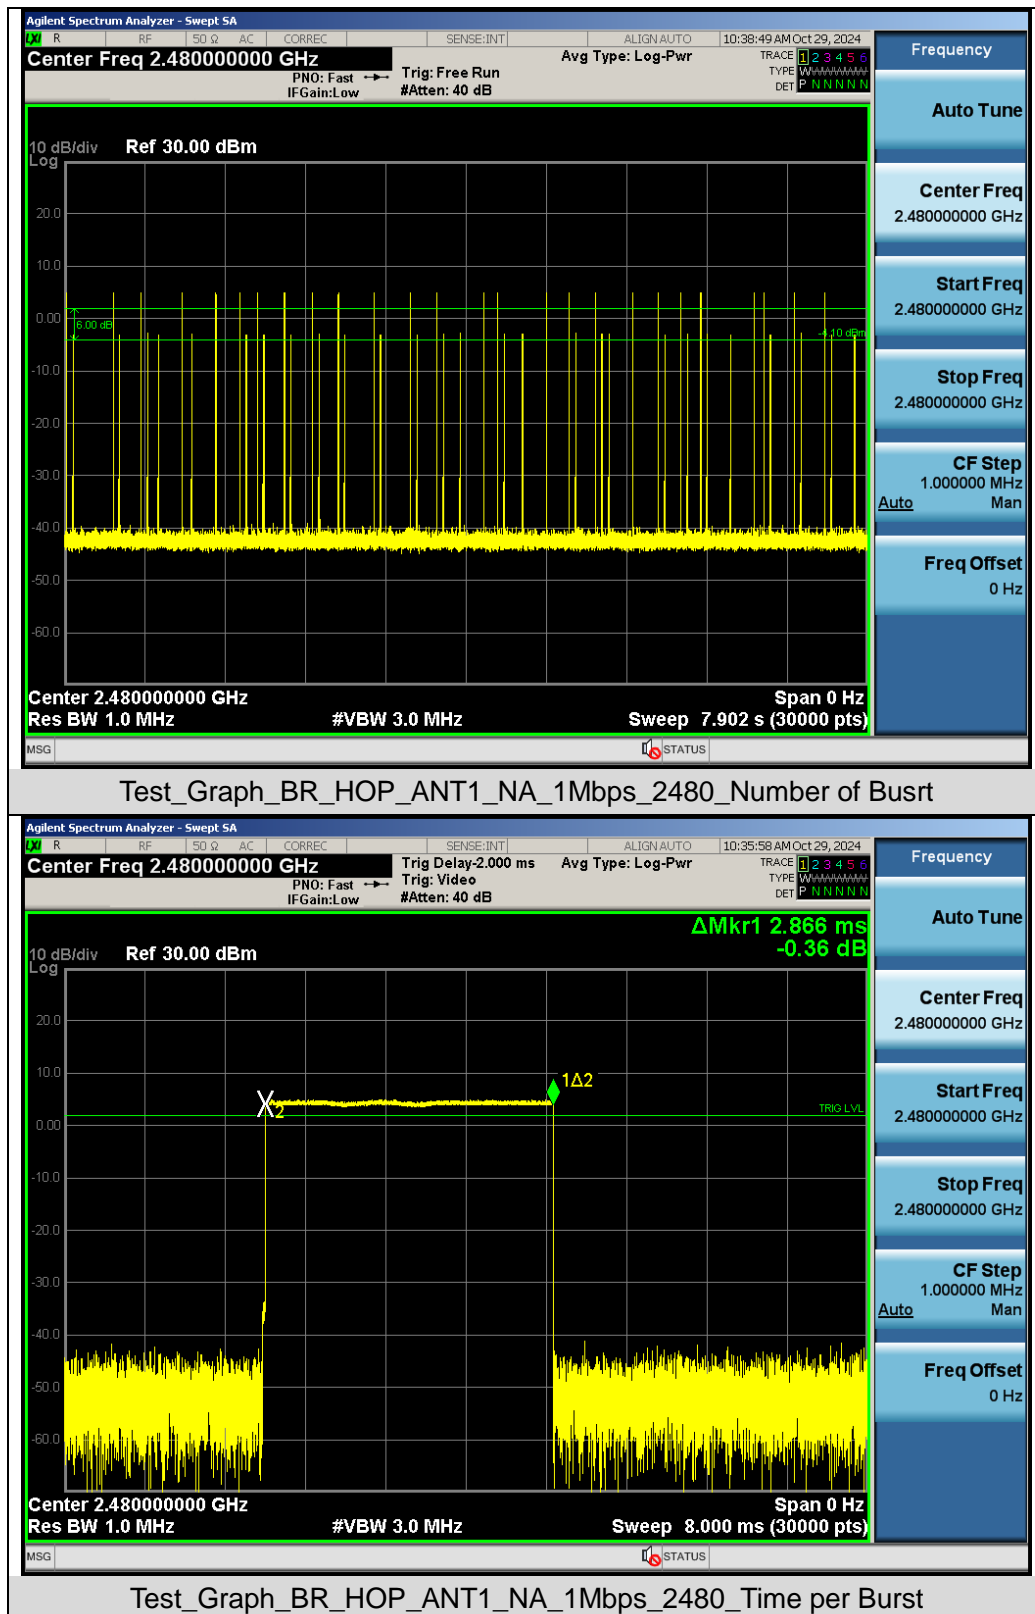 Agilent Spectrum Analyzer - Swept SA
LXI R RF 50 Ω AC CORREC SENSE:INT ALIGN AUTO 10:38:49 AM Oct 29, 2024
Center Freq 2.480000000 GHz
PNO: Fast
IFGain:Low
Trig: Free Run
#Atten: 40 dB
Avg Type: Log-Pwr
TRACE 1 2 3 4 5 6
TYPE W
DET P N N N N N
10 dB/div
Log
Ref 30.00 dBm
20.0
10.0
0.00
-10.0
-20.0
-30.0
-40.0
-50.0
-60.0
6.00 dB
-4.10 dBm
Center 2.480000000 GHz
Span 0 Hz
Res BW 1.0 MHz
#VBW 3.0 MHz
Sweep 7.902 s (30000 pts)
MSG
STATUS
Frequency
Auto Tune
Center Freq
2.480000000 GHz
Start Freq
2.480000000 GHz
Stop Freq
2.480000000 GHz
CF Step
1.000000 MHz
Auto Man
Freq Offset
0 Hz
Test_Graph_BR_HOP_ANT1_NA_1Mbps_2480_Number of Busrt
Agilent Spectrum Analyzer - Swept SA
LXI R RF 50 Ω AC CORREC SENSE:INT ALIGN AUTO 10:35:58 AM Oct 29, 2024
Center Freq 2.480000000 GHz
PNO: Fast
IFGain:Low
Trig Delay-2.000 ms
Trig: Video
#Atten: 40 dB
Avg Type: Log-Pwr
TRACE 1 2 3 4 5 6
TYPE W
DET P N N N N N
ΔMkr1 2.866 ms
-0.36 dB
10 dB/div
Log
Ref 30.00 dBm
20.0
10.0
0.00
-10.0
-20.0
-30.0
-40.0
-50.0
-60.0
2
1Δ2
TRIG LVL
Center 2.480000000 GHz
Span 0 Hz
Res BW 1.0 MHz
#VBW 3.0 MHz
Sweep 8.000 ms (30000 pts)
MSG
STATUS
Frequency
Auto Tune
Center Freq
2.480000000 GHz
Start Freq
2.480000000 GHz
Stop Freq
2.480000000 GHz
CF Step
1.000000 MHz
Auto Man
Freq Offset
0 Hz
Test_Graph_BR_HOP_ANT1_NA_1Mbps_2480_Time per Burst